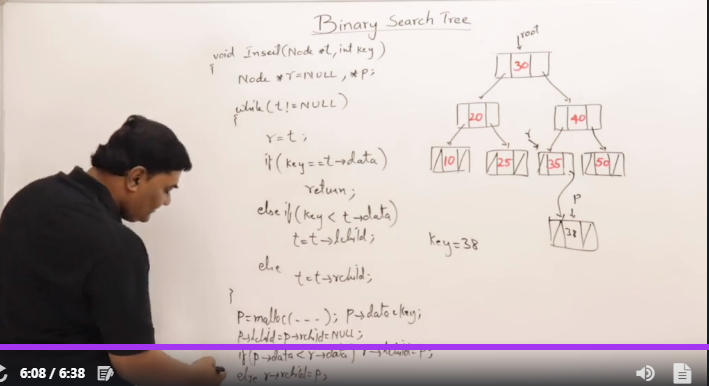 Binary Search Tree
void Insert(Node *t, int key)
{
Node *r=NULL, *p;
while(t!=NULL)
{
r=t;
if(key==t→data)
return;
else if(key<t→data)
t=t→lchild;
else
t=t→rchild;
}
P=malloc(---); P→data=key;
P→lchild=p→rchild=NULL;
if(p→data<r→data) r→lchild=p;
else r→rchild=p;
root
30
20
40
10
25
r
35
50
P
38
key=38
6:08 / 6:38